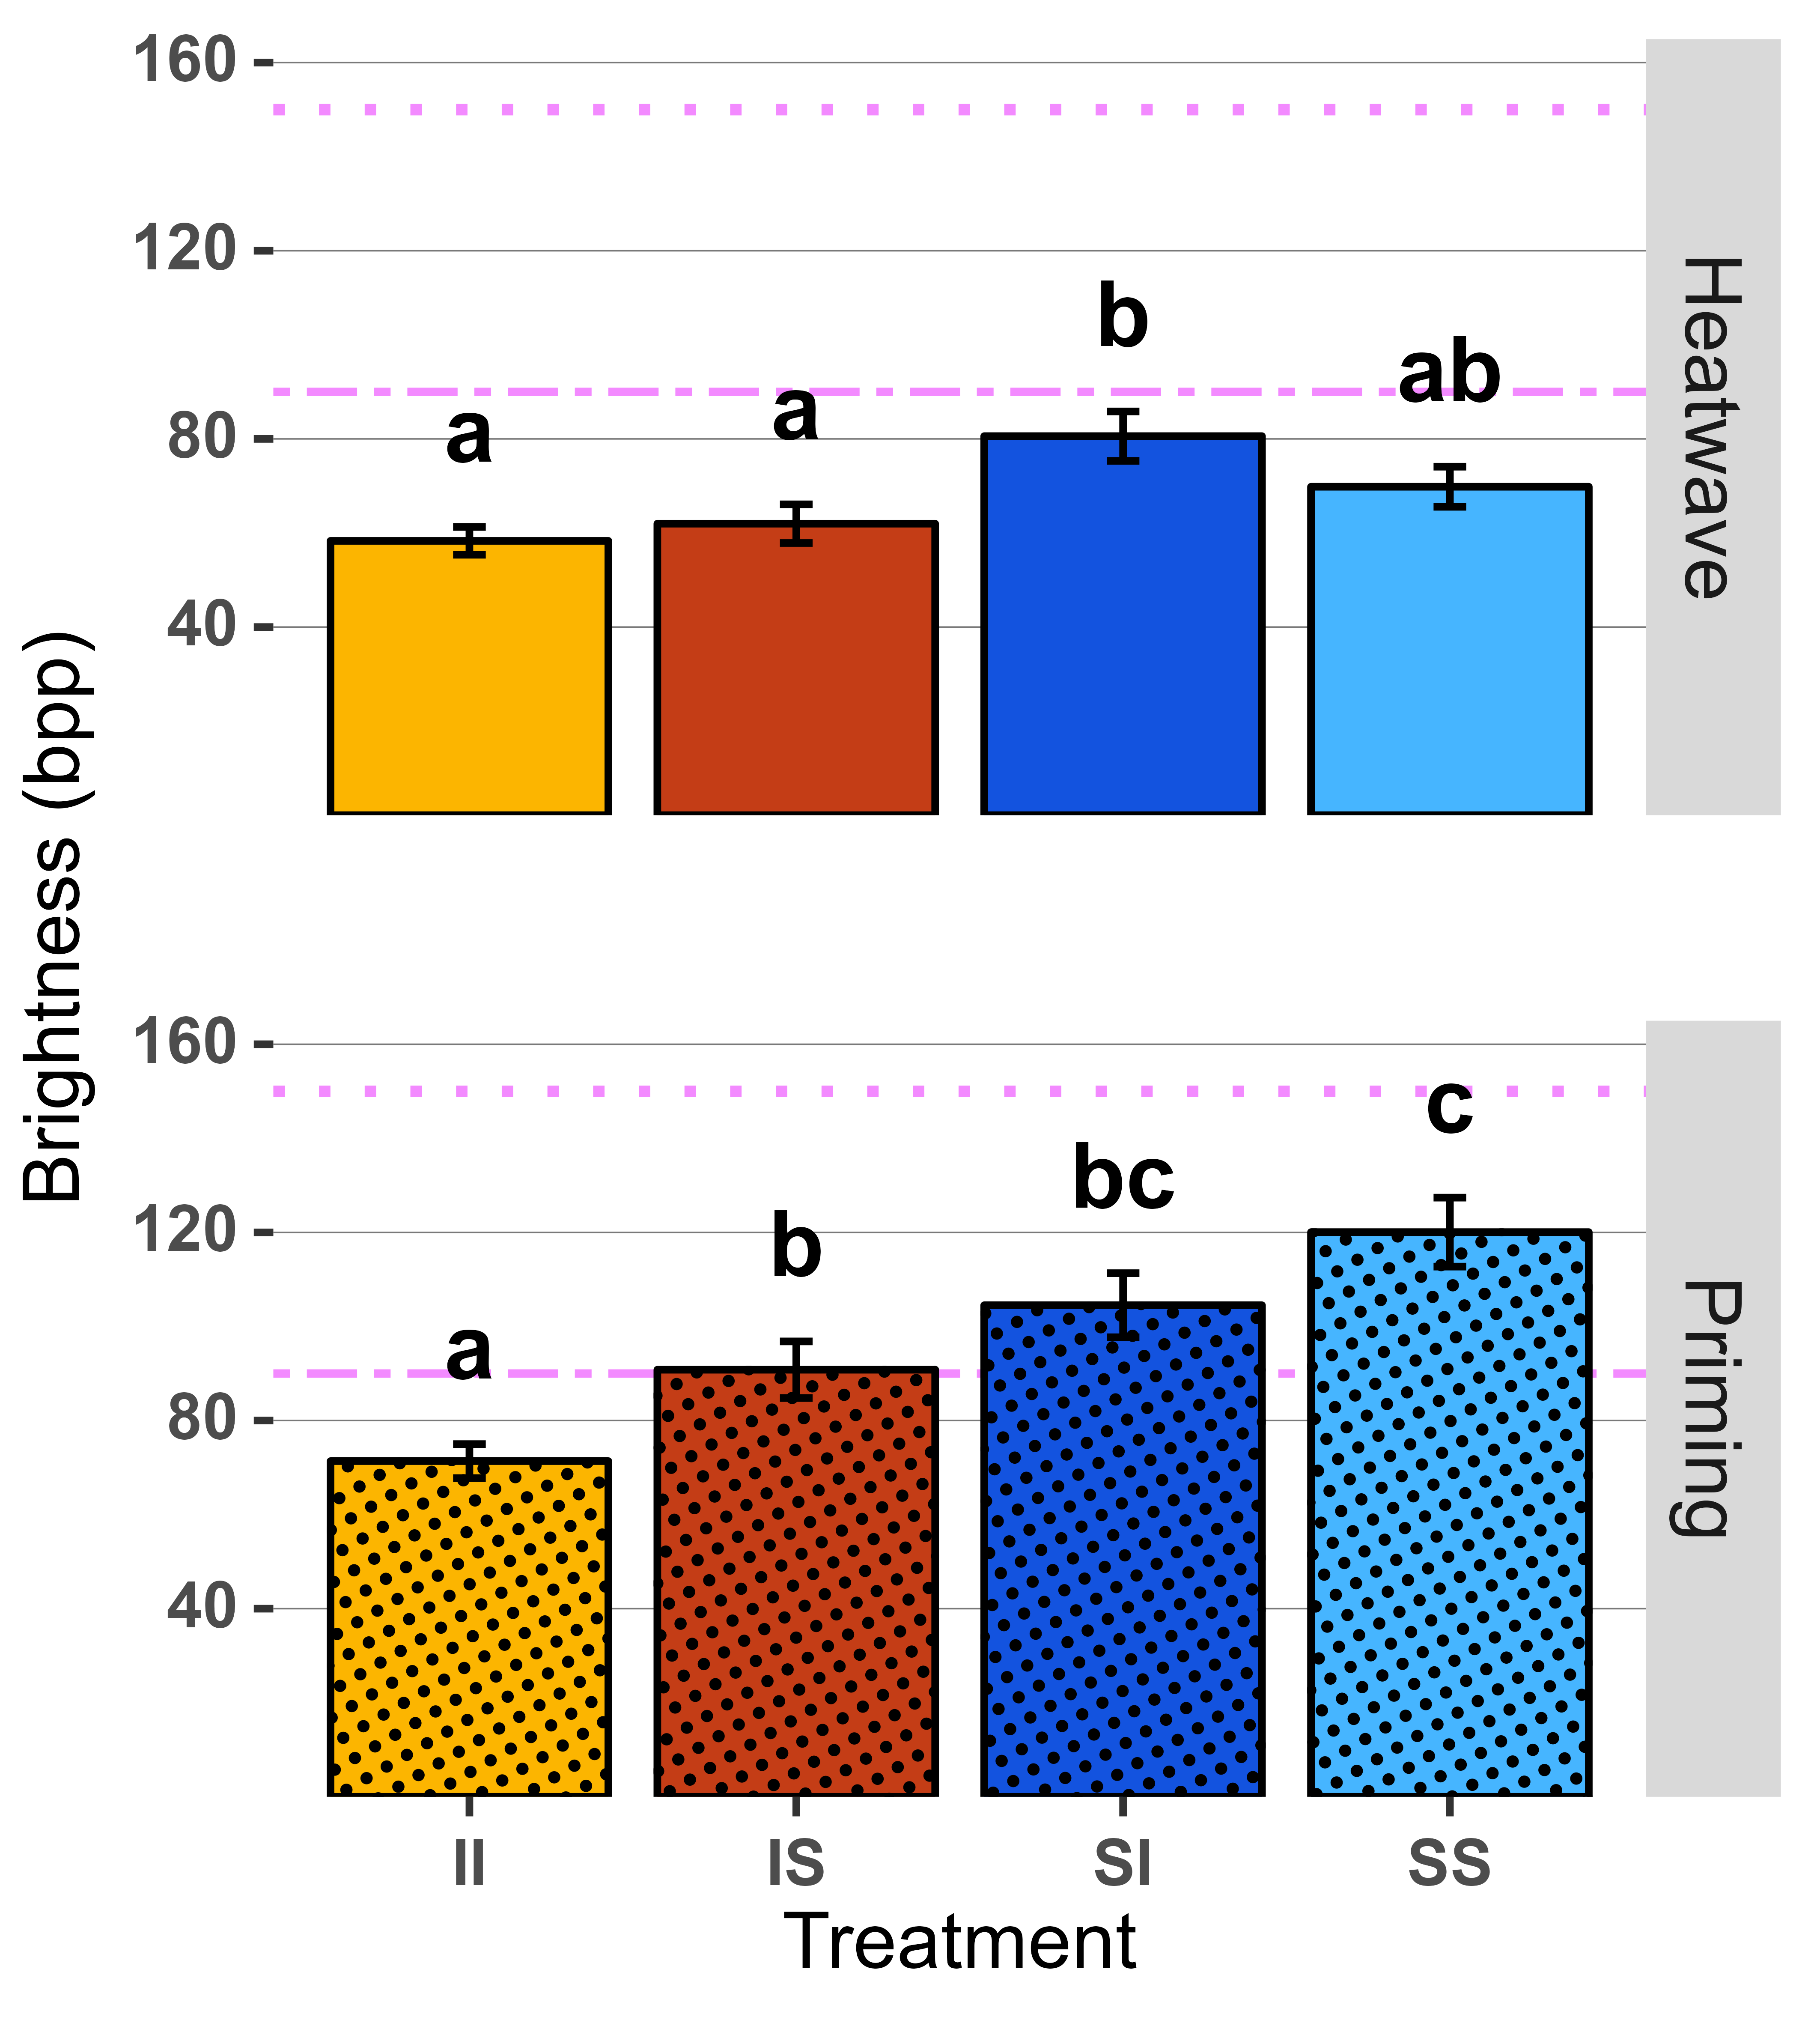 160
120
80
40
a
a
b
ab
Heatwave
Brightness (bpp)
160
120
80
40
a
b
bc
c
Priming
II
IS
SI
SS
Treatment